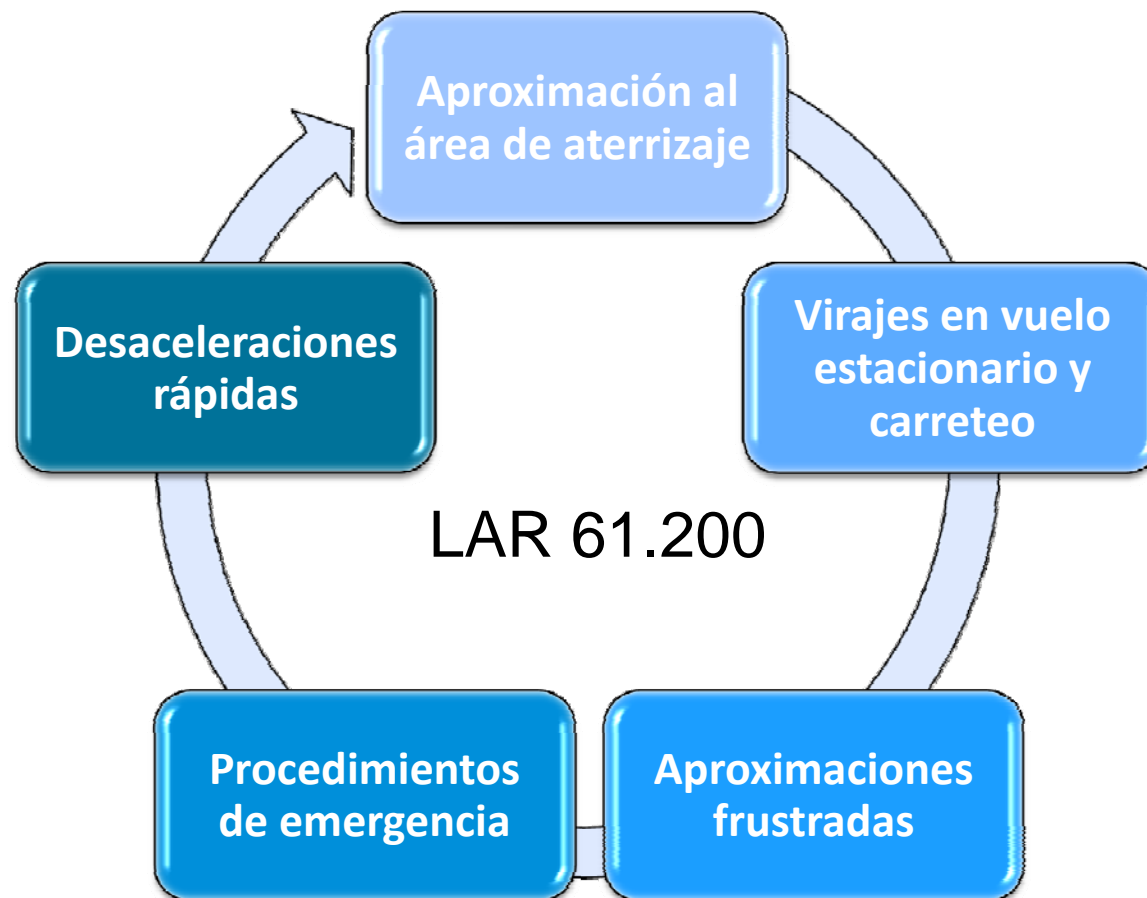 Aproximación al
área de aterrizaje
Virajes en vuelo
estacionario y
carreteo
Aproximaciones
frustradas
Procedimientos
de emergencia
Desaceleraciones
rápidas
LAR 61.200